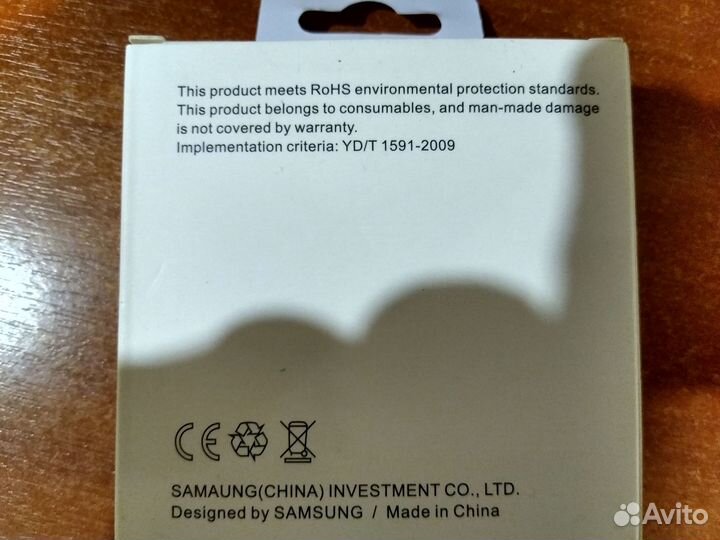 This product meets RoHS environmental protection standards.
This product belongs to consumables, and man-made damage
is not covered by warranty.
Implementation criteria: YD/T 1591-2009
CE
SAMAUNG(CHINA) INVESTMENT CO., LTD.
Designed by SAMSUNG / Made in China
Avito